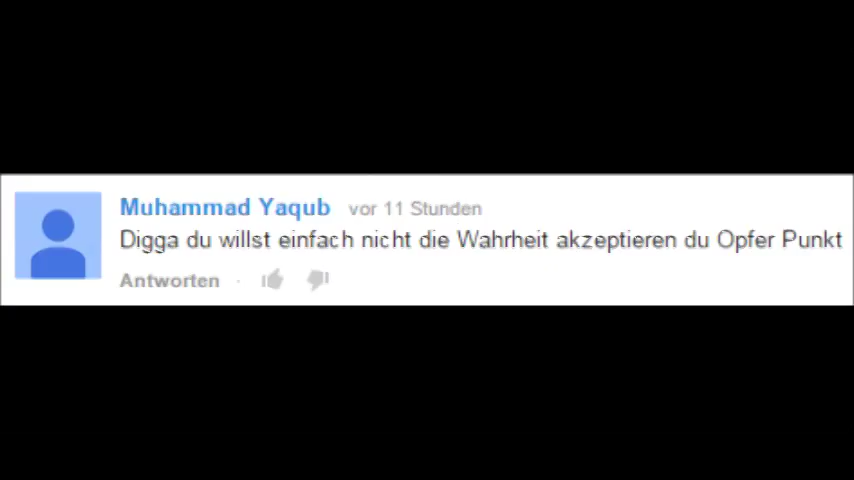 Muhammad Yaqub vor 11 Stunden
Digga du willst einfach nicht die Wahrheit akzeptieren du Opfer Punkt
Antworten ·